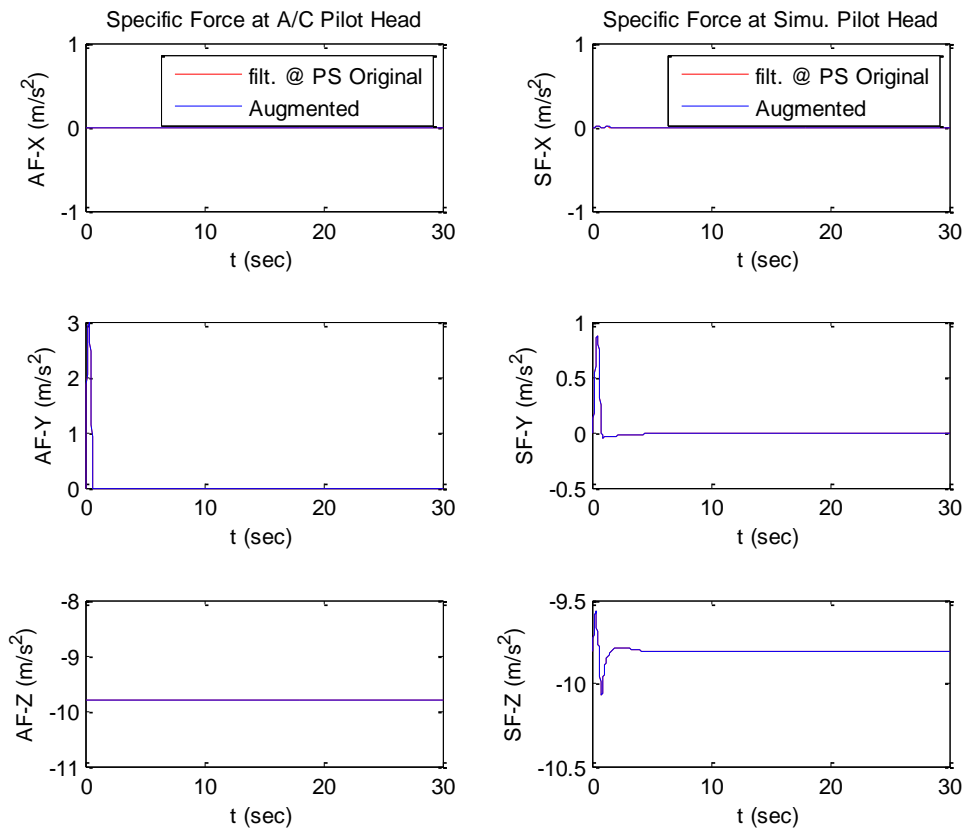 Specific Force at A/C Pilot Head
1
filt. @ PS Original
Augmented
0
-1
AF-X (m/s²)
0 10 20 30
t (sec)
Specific Force at Simu. Pilot Head
1
filt. @ PS Original
Augmented
0
-1
SF-X (m/s²)
0 10 20 30
t (sec)
3
2
1
0
AF-Y (m/s²)
0 10 20 30
t (sec)
1
0.5
0
-0.5
SF-Y (m/s²)
0 10 20 30
t (sec)
-8
-9
-10
-11
AF-Z (m/s²)
0 10 20 30
t (sec)
-9.5
-10
-10.5
SF-Z (m/s²)
0 10 20 30
t (sec)